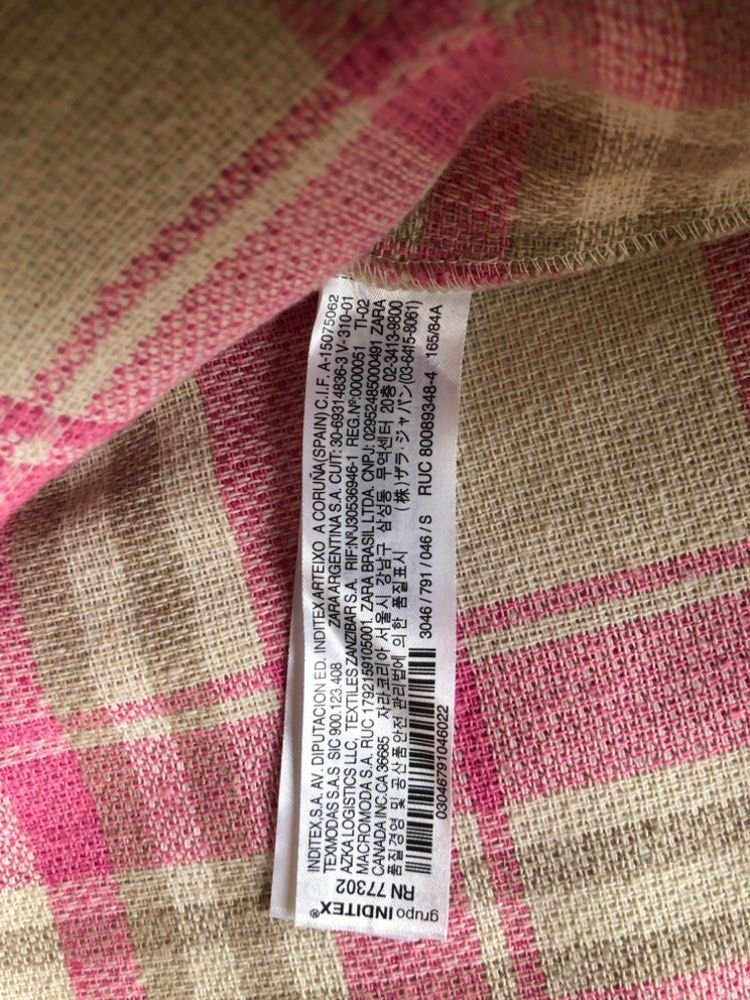 INDITEX S.A. AV. DIPUTACION ED. INDITEX ARTEIXO. A CORUÑA(SPAIN) C.I.F. A-15075062
TEXMODAS S.A.S SIC 900.123.408 ZARA ARGENTINA S.A. CUIT: 30-69314836-3 V-310-01
AZKA LOGISTICS LLC, TEXTILES ZANZIBAR S.A. RIF:NºJ30536946-1 REG.Nº:0000051 TI-02
MACROMODA S.A. RUC 1792159105001. ZARA BRASIL LTDA. CNPJ: 02952485000491 ZARA
CANADA INC.CA 36685 자라코리아 서울시 강남구 삼성동 무역센터 20층 02-3413-9800
품질경영 및 공산품안전 관리법에 의한 품질표시 (株)ザラ・ジャパン(03-6415-8061)
3046 / 791 / 046 / S RUC 80089348-4 165/84A
03046791046022
RN 77302
grupo INDITEX®